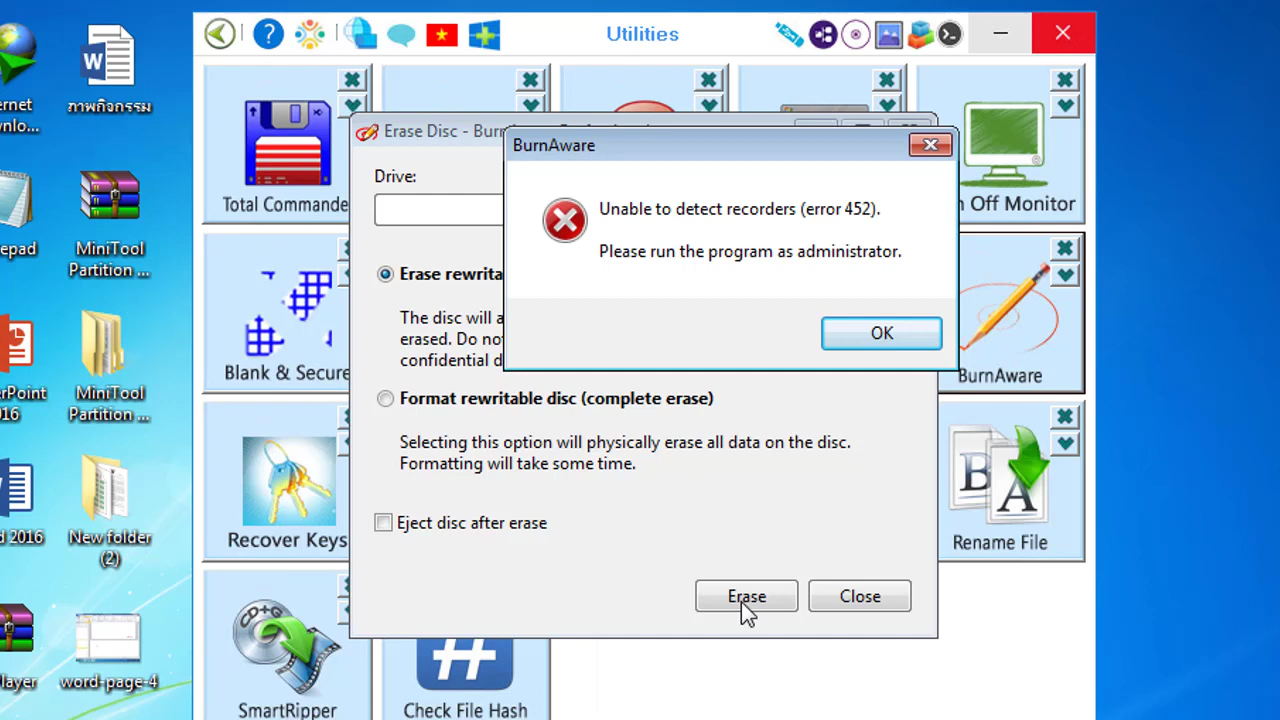 Utilities
ภาพกิจกรรม
ernet
wnlo...
Total Commande
Off Monitor
Erase Disc - Burn
BurnAware
Drive:
Unable to detect recorders (error 452).
Please run the program as administrator.
OK
epad
MiniTool
Partition ...
Erase rewrita
The disc will a
erased. Do not
confidential d
Blank & Secure
BurnAware
erPoint
016
MiniTool
Partition ...
Format rewritable disc (complete erase)
Selecting this option will physically erase all data on the disc.
Formatting will take some time.
Eject disc after erase
Recover Keys
Rename File
d 2016
New folder
(2)
Erase
Close
layer
word-page-4
SmartRipper
Check File Hash
CD+G